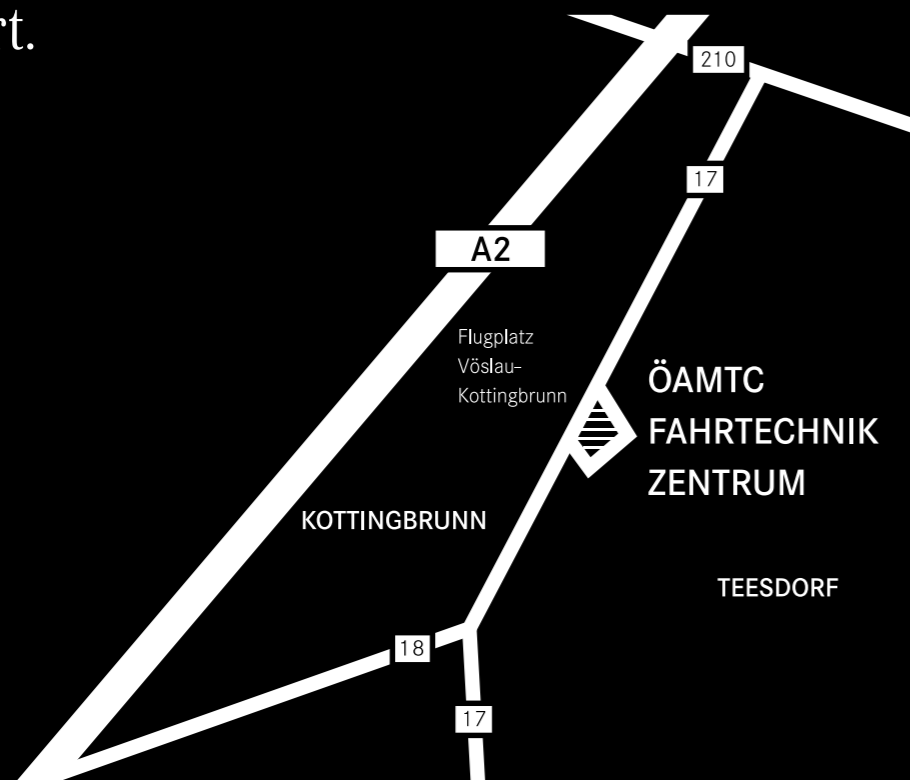 rt.
210
17
A2
Flugplatz
Vöslau-
Kottingbrunn
ÖAMTC
FAHRTECHNIK
ZENTRUM
KOTTINGBRUNN
TEESDORF
18
17